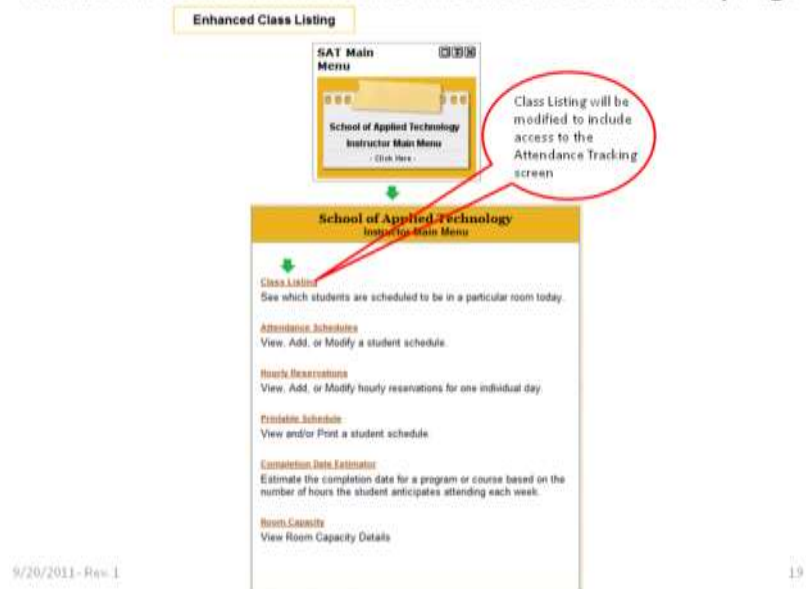 Enhanced Class Listing
SAT Main
Menu
School of Applied Technology
Instructor Main Menu
- Click Here -
Class Listing will be
modified to include
access to the
Attendance Tracking
screen
School of Applied Technology
Instructor Main Menu
Class Listing
See which students are scheduled to be in a particular room today.
Attendance Schedules
View, Add, or Modify a student schedule.
Hourly Reservations
View, Add, or Modify hourly reservations for one individual day.
Printable Schedule
View and/or Print a student schedule
Completion Date Estimator
Estimate the completion date for a program or course based on the
number of hours the student anticipates attending each week.
Room Capacity
View Room Capacity Details
9/20/2011- Rev. 1
19